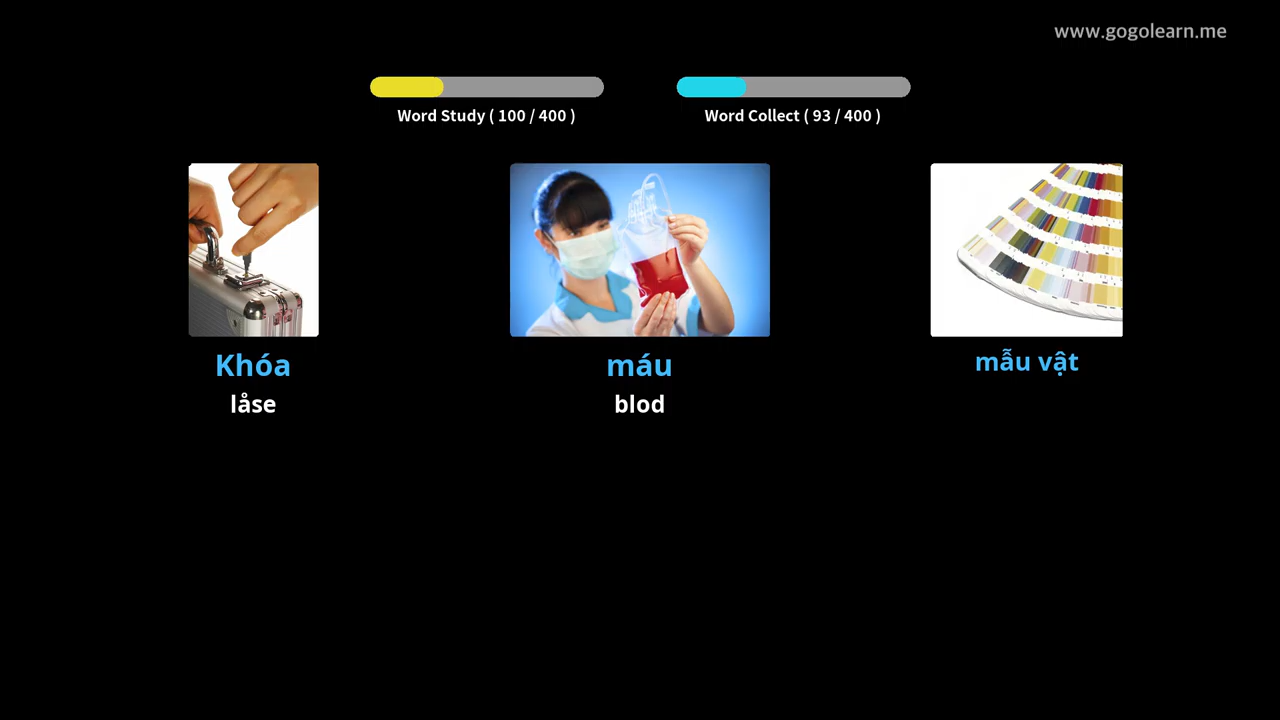 www.gogolearn.me
Word Study ( 100 / 400 )
Word Collect ( 93 / 400 )
Khóa
låse
máu
blod
mẫu vật